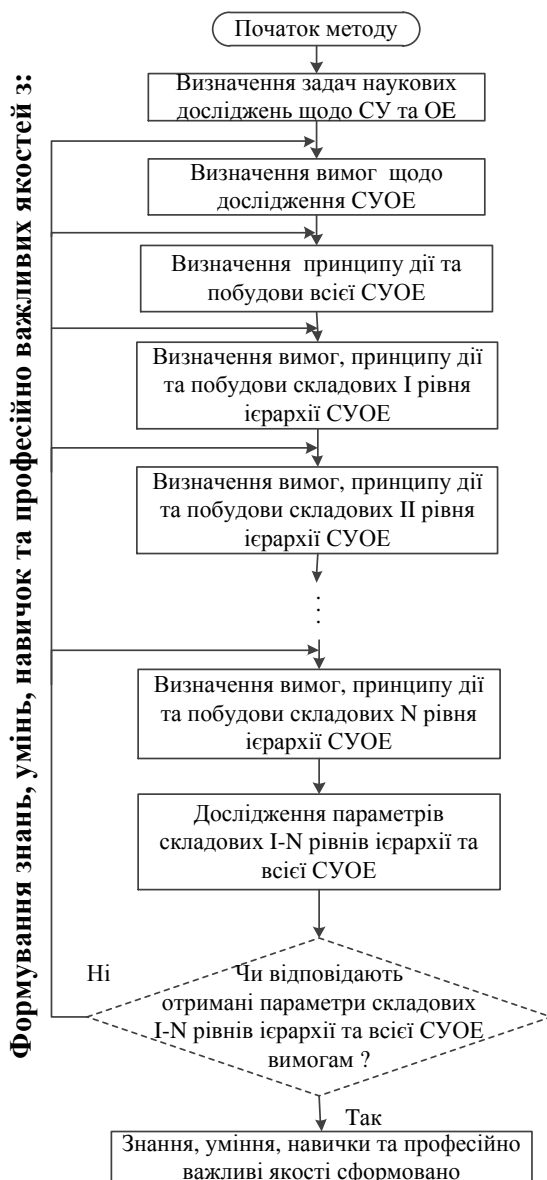 Формування знань, умінь, навичок та професійно важливих якостей з:
Початок методу
Визначення задач наукових
досліджень щодо СУ та ОЕ
Визначення вимог щодо
дослідження СУОЕ
Визначення принципу дії та
побудови всієї СУОЕ
Визначення вимог, принципу дії
та побудови складових І рівня
ієрархії СУОЕ
Визначення вимог, принципу дії
та побудови складових ІІ рівня
ієрархії СУОЕ
. . .
Визначення вимог, принципу дії
та побудови складових N рівня
ієрархії СУОЕ
Дослідження параметрів
складових I-N рівнів ієрархії та
всієї СУОЕ
Ні
Чи відповідають
отримані параметри складових
I-N рівнів ієрархії та всієї СУОЕ
вимогам ?
Так
Знання, уміння, навички та професійно
важливі якості сформовано